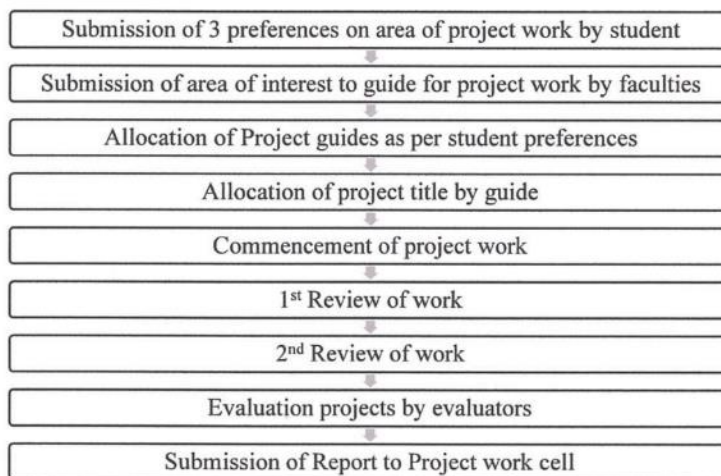 Submission of 3 preferences on area of project work by student
Submission of area of interest to guide for project work by faculties
Allocation of Project guides as per student preferences
Allocation of project title by guide
Commencement of project work
1st Review of work
2nd Review of work
Evaluation projects by evaluators
Submission of Report to Project work cell